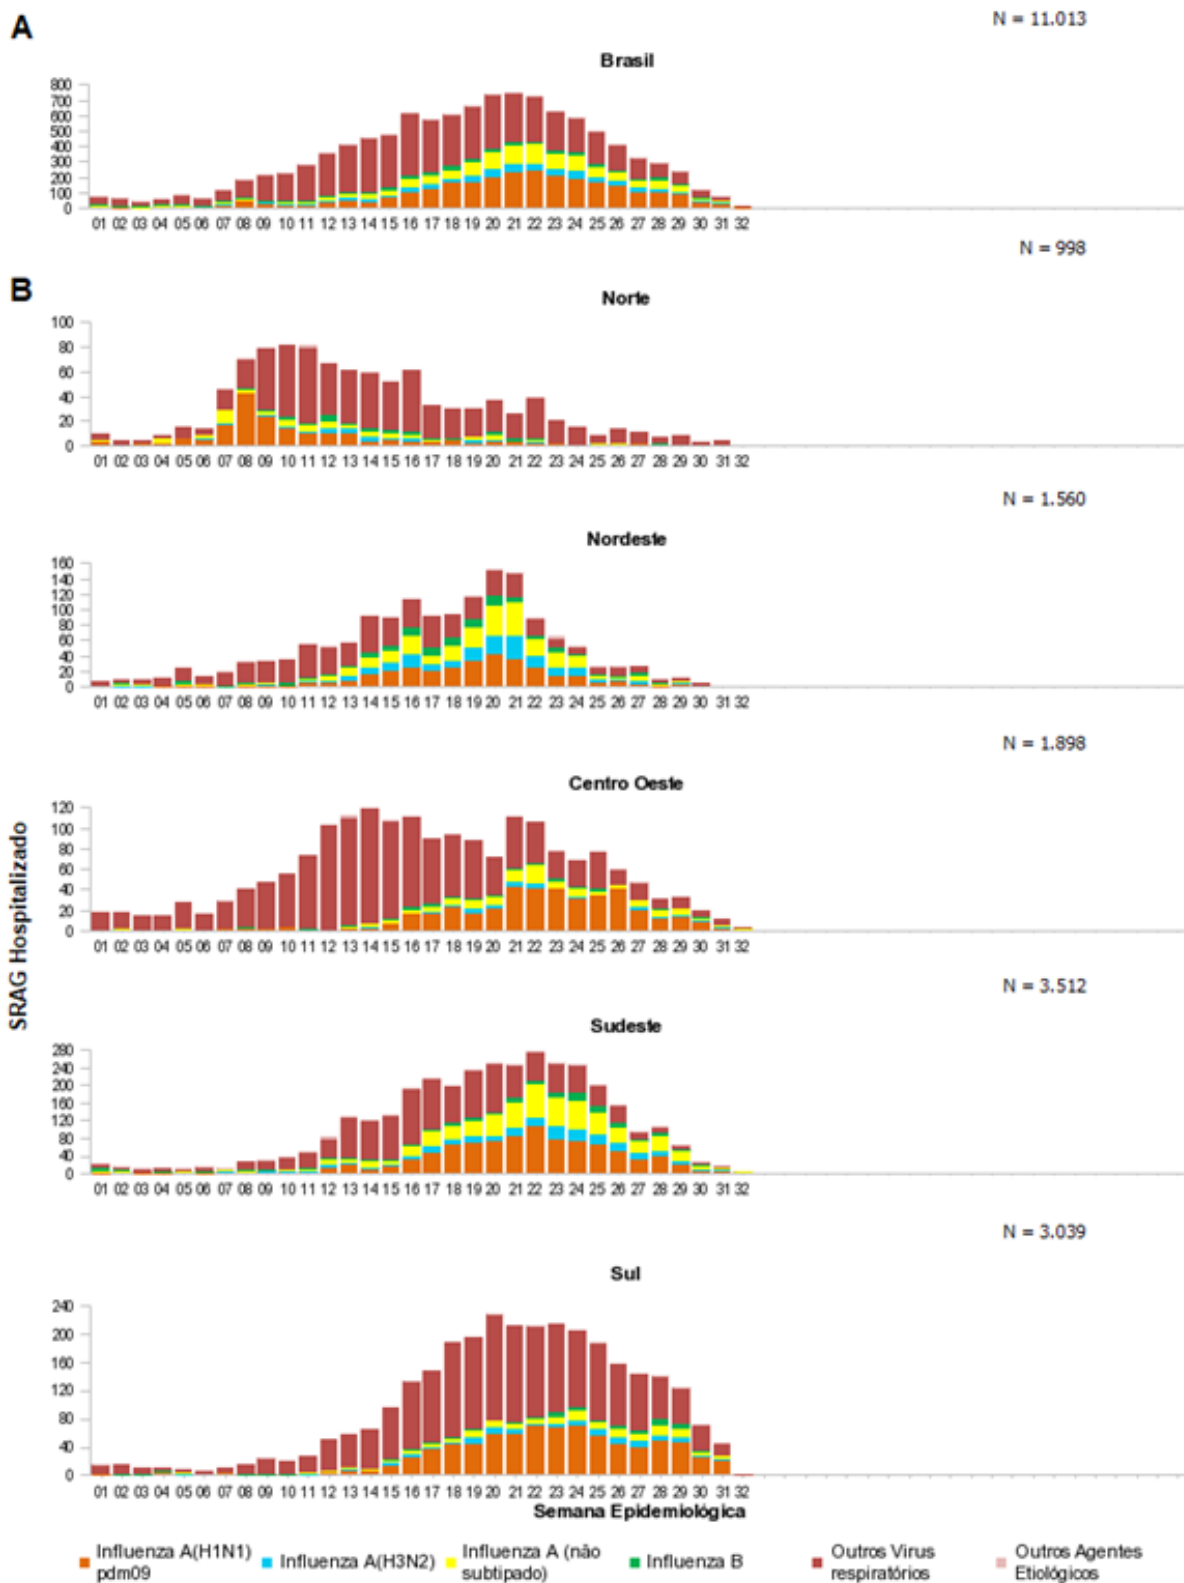 A
N = 11.013
Brasil
800
700
600
500
400
300
200
100
0
01 02 03 04 05 06 07 08 09 10 11 12 13 14 15 16 17 18 19 20 21 22 23 24 25 26 27 28 29 30 31 32
N = 998
B
Norte
100
80
60
40
20
0
01 02 03 04 05 06 07 08 09 10 11 12 13 14 15 16 17 18 19 20 21 22 23 24 25 26 27 28 29 30 31 32
N = 1.560
Nordeste
160
140
120
100
80
60
40
20
0
01 02 03 04 05 06 07 08 09 10 11 12 13 14 15 16 17 18 19 20 21 22 23 24 25 26 27 28 29 30 31 32
N = 1.898
Centro Oeste
120
100
80
60
40
20
0
01 02 03 04 05 06 07 08 09 10 11 12 13 14 15 16 17 18 19 20 21 22 23 24 25 26 27 28 29 30 31 32
SRAG Hospitalizado
N = 3.512
Sudeste
280
240
200
160
120
80
40
0
01 02 03 04 05 06 07 08 09 10 11 12 13 14 15 16 17 18 19 20 21 22 23 24 25 26 27 28 29 30 31 32
N = 3.039
Sul
240
200
160
120
80
40
0
01 02 03 04 05 06 07 08 09 10 11 12 13 14 15 16 17 18 19 20 21 22 23 24 25 26 27 28 29 30 31 32
Semana Epidemiológica
Influenza A(H1N1)
pdm09
Influenza A(H3N2)
Influenza A (não
subtipado)
Influenza B
Outros Virus
respiratórios
Outros Agentes
Etiológicos